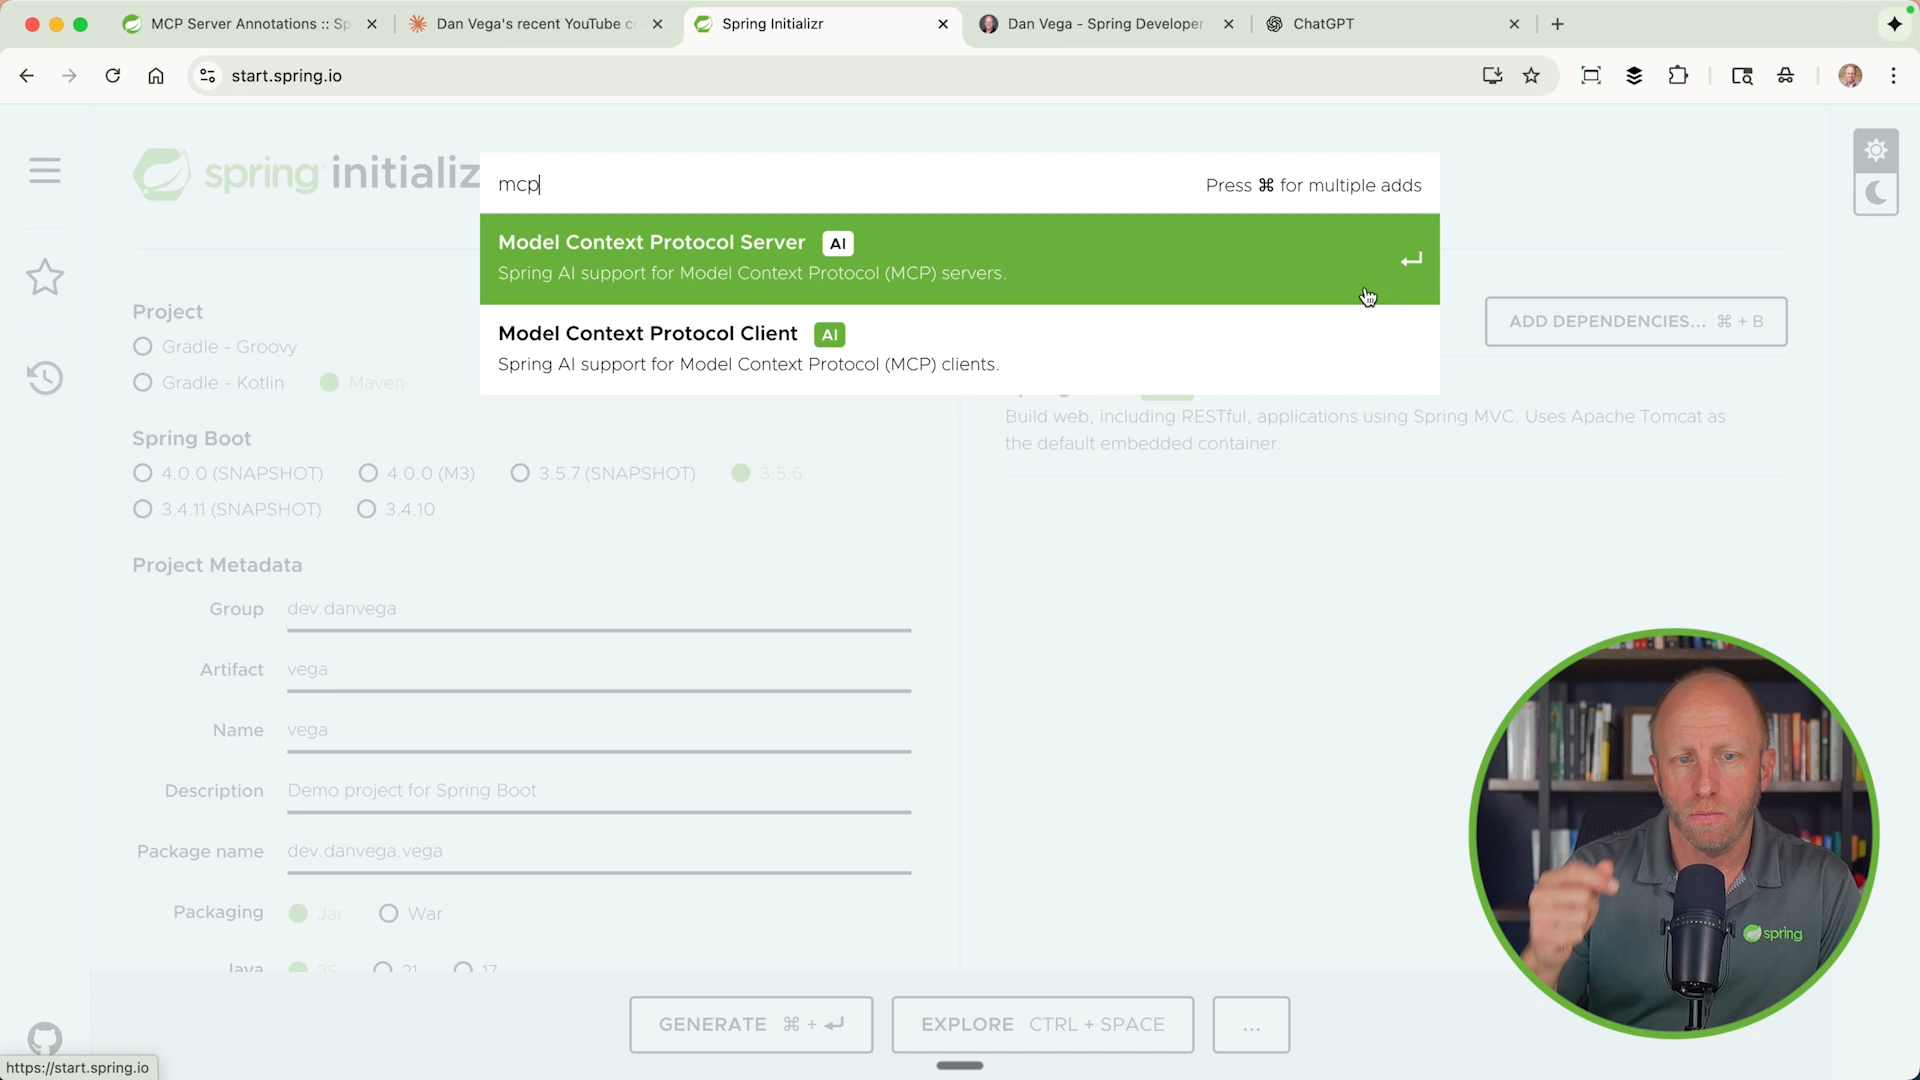 MCP Server Annotations :: Sp
Dan Vega's recent YouTube c
Spring Initializr
Dan Vega - Spring Developer
ChatGPT
start.spring.io
spring initializ
mcp
Press ⌘ for multiple adds
Model Context Protocol Server AI
Spring AI support for Model Context Protocol (MCP) servers.
Model Context Protocol Client AI
Spring AI support for Model Context Protocol (MCP) clients.
ADD DEPENDENCIES... ⌘ + B
Build web, including RESTful, applications using Spring MVC. Uses Apache Tomcat as
the default embedded container.
Project
Gradle - Groovy
Gradle - Kotlin Maven
Spring Boot
4.0.0 (SNAPSHOT) 4.0.0 (M3) 3.5.7 (SNAPSHOT) 3.5.6
3.4.11 (SNAPSHOT) 3.4.10
Project Metadata
Group dev.danvega
Artifact vega
Name vega
Description Demo project for Spring Boot
Package name dev.danvega.vega
Packaging Jar War
Java 25 21 17
GENERATE ⌘ + ↵
EXPLORE CTRL + SPACE
...
spring
https://start.spring.io